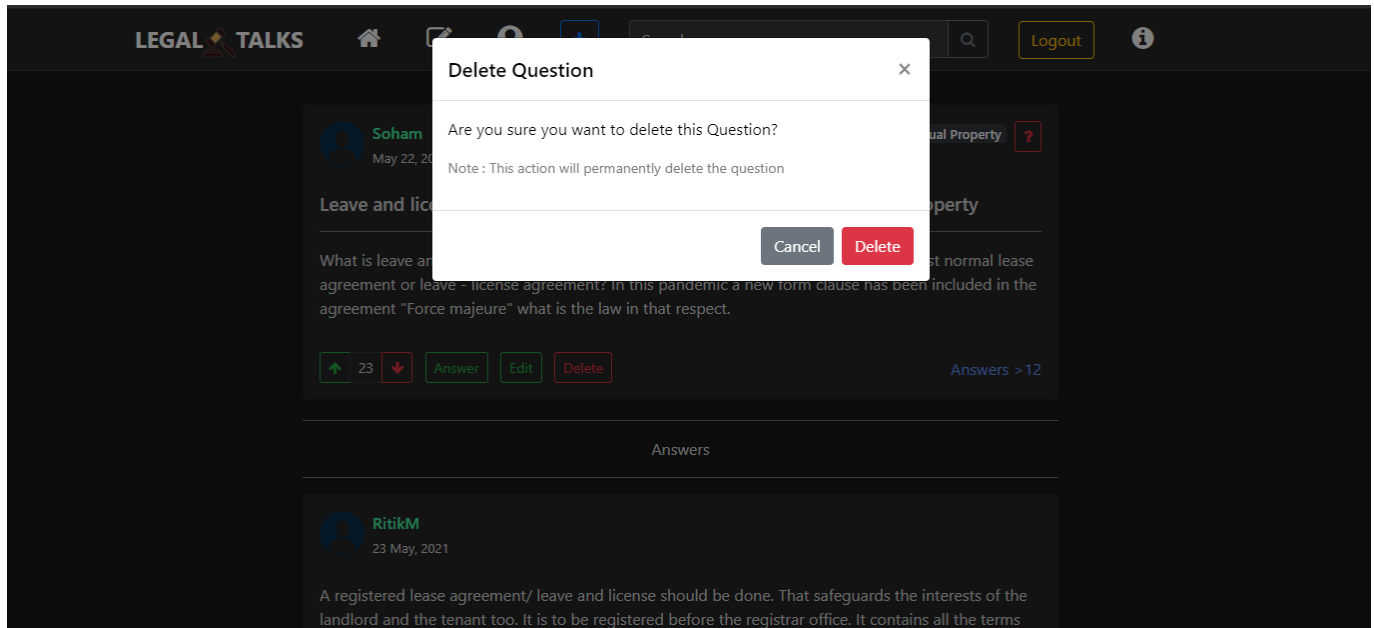 LEGAL TALKS
Logout
Delete Question
×
Are you sure you want to delete this Question?
Note : This action will permanently delete the question
Cancel Delete
Soham
May 22,
Property
?
Leave and
What is leave
normal lease
agreement or leave - license agreement? In this pandemic a new form clause has been included in the
agreement "Force majeure" what is the law in that respect.
23 Answer Edit Delete Answers >12
Answers
RitikM
23 May, 2021
A registered lease agreement/ leave and license should be done. That safeguards the interests of the
landlord and the tenant too. It is to be registered before the registrar office. It contains all the terms